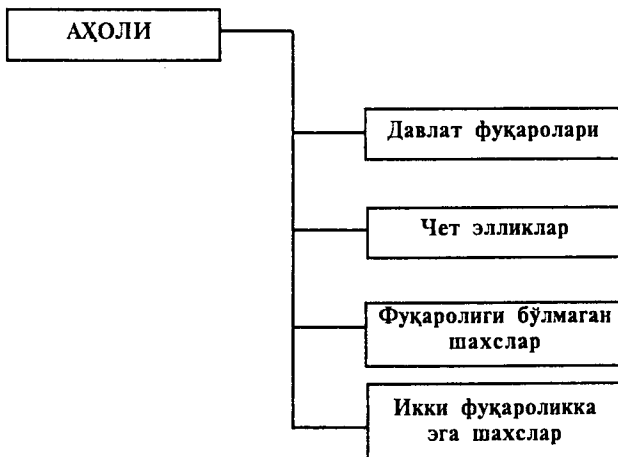 АҲОЛИ
Давлат фуқаролари
Чет элликлар
Фуқаролиги бўлмаган
шахслар
Икки фуқароликка
эга шахслар